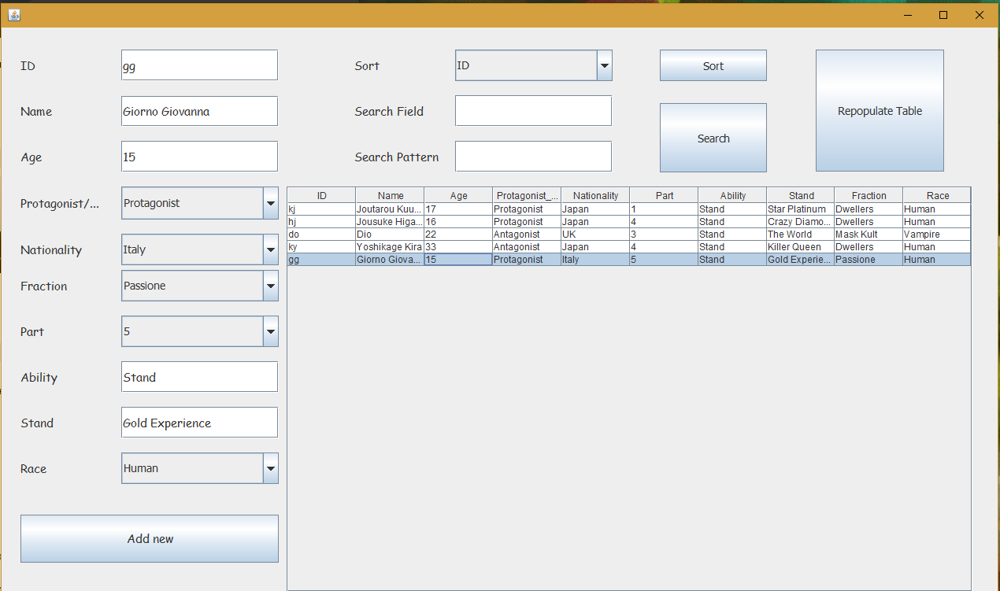 ID gg Sort ID Sort Repopulate Table
Name Giorno Giovanna Search Field Search
Age 15 Search Pattern
Protagonist/... Protagonist
Nationality Italy
Fraction Passione
Part 5
Ability Stand
Stand Gold Experience
Race Human
Add new
ID Name Age Protagonist_... Nationality Part Ability Stand Fraction Race
kj Joutarou Kuu... 17 Protagonist Japan 1 Stand Star Platinum Dwellers Human
hj Jousuke Higa... 16 Protagonist Japan 4 Stand Crazy Diamo... Dwellers Human
do Dio 22 Antagonist UK 3 Stand The World Mask Kult Vampire
ky Yoshikage Kira 33 Antagonist Japan 4 Stand Killer Queen Dwellers Human
gg Giorno Giova... 15 Protagonist Italy 5 Stand Gold Experie... Passione Human